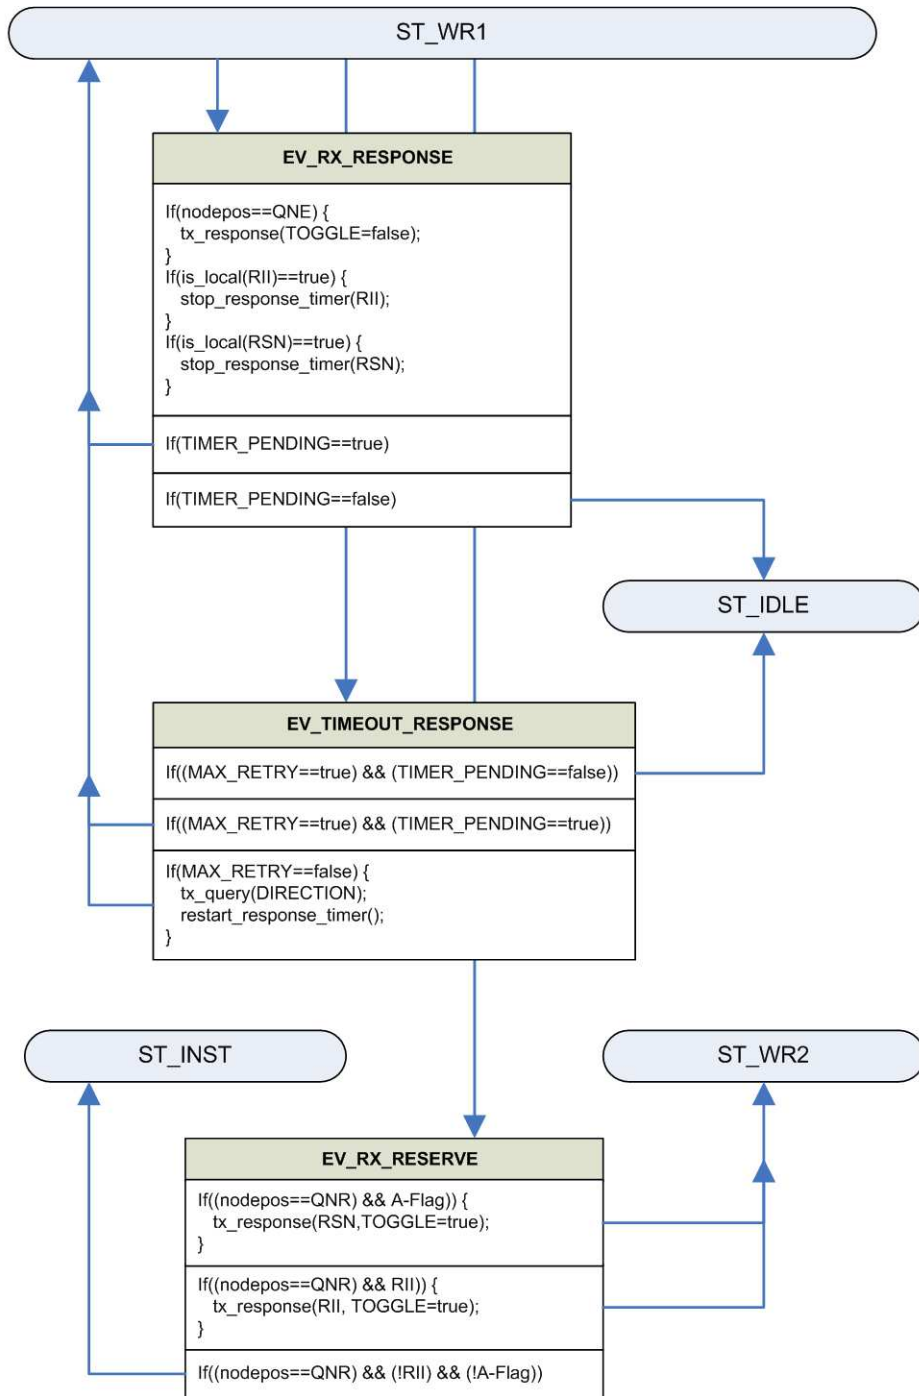 ST_WR1
EV_RX_RESPONSE
If(nodepos==QNE) {
tx_response(TOGGLE=false);
}
If(is_local(RII)==true) {
stop_response_timer(RII);
}
If(is_local(RSN)==true) {
stop_response_timer(RSN);
}
If(TIMER_PENDING==true)
If(TIMER_PENDING==false)
ST_IDLE
EV_TIMEOUT_RESPONSE
If((MAX_RETRY==true) && (TIMER_PENDING==false))
If((MAX_RETRY==true) && (TIMER_PENDING==true))
If(MAX_RETRY==false) {
tx_query(DIRECTION);
restart_response_timer();
}
ST_INST
ST_WR2
EV_RX_RESERVE
If((nodepos==QNR) && A-Flag)) {
tx_response(RSN,TOGGLE=true);
}
If((nodepos==QNR) && RII)) {
tx_response(RII, TOGGLE=true);
}
If((nodepos==QNR) && (!RII) && (!A-Flag))